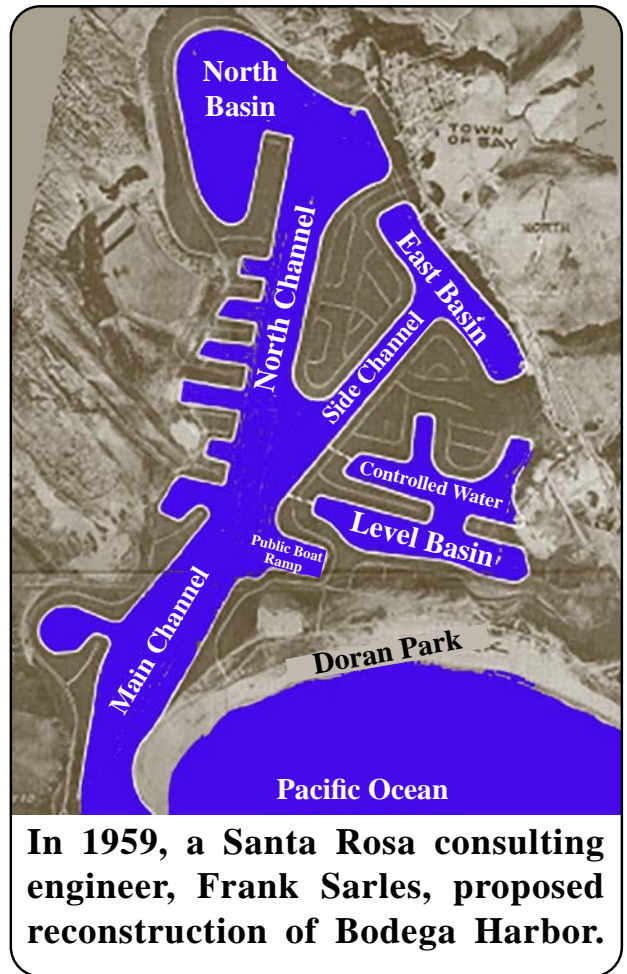 North
Basin
TOWN
OF BAY
NORTH
East Basin
North Channel
Side Channel
Controlled Water
Level Basin
Public Boat
Ramp
Main Channel
Doran Park
Pacific Ocean
In 1959, a Santa Rosa consulting
engineer, Frank Sarles, proposed
reconstruction of Bodega Harbor.